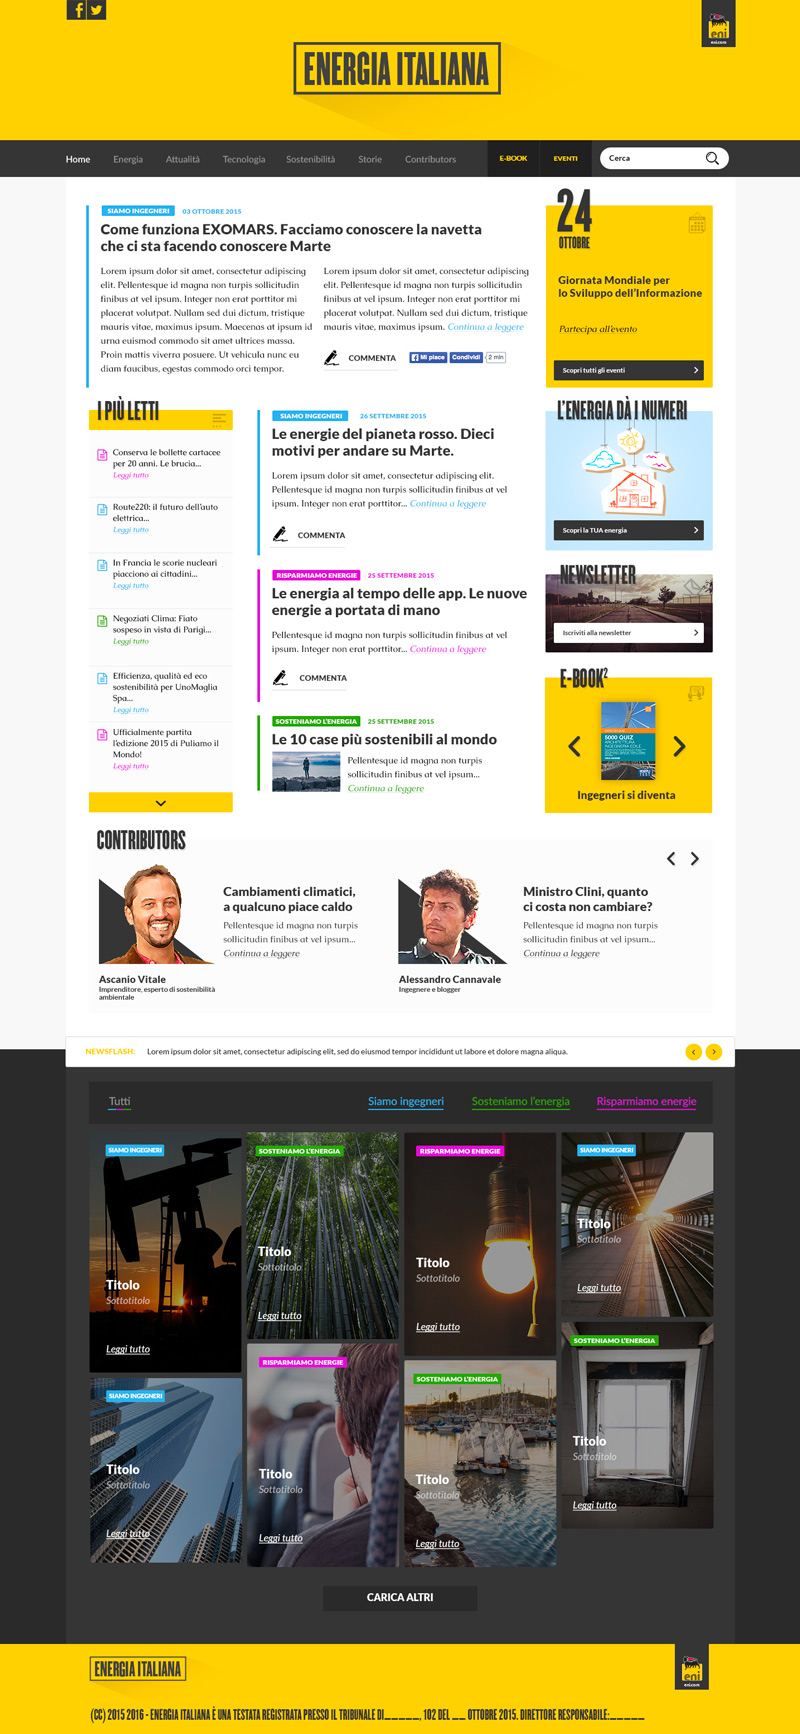 eni
eni.com
ENERGIA ITALIANA
Home Energia Attualità Tecnologia Sostenibilità Storie Contributors E-BOOK EVENTI Cerca
SIAMO INGEGNERI 03 OTTOBRE 2015
Come funziona EXOMARS. Facciamo conoscere la navetta
che ci sta facendo conoscere Marte
Lorem ipsum dolor sit amet, consectetur adipiscing
elit. Pellentesque id magna non turpis sollicitudin
finibus at vel ipsum. Integer non erat porttitor mi
placerat volutpat. Nullam sed dui dictum, tristique
mauris vitae, maximus ipsum. Maecenas at ipsum id
urna euismod commodo sit amet ultrices massa.
Proin mattis viverra posuere. Ut vehicula nunc eu
diam faucibus, egestas commodo orci tempor.
Lorem ipsum dolor sit amet, consectetur adipiscing
elit. Pellentesque id magna non turpis sollicitudin
finibus at vel ipsum. Integer non erat porttitor mi
placerat volutpat. Nullam sed dui dictum, tristique
mauris vitae, maximus ipsum. Continua a leggere
COMMENTA Mi piace Condividi 2 min
24
OTTOBRE
Giornata Mondiale per
lo Sviluppo dell'Informazione
Partecipa all'evento
Scopri tutti gli eventi
I PIÙ LETTI
Conserva le bollette cartacee
per 20 anni. Le brucia...
Leggi tutto
Route220: il futuro dell'auto
elettrica...
Leggi tutto
In Francia le scorie nucleari
piacciono ai cittadini...
Leggi tutto
Negoziati Clima: Fiato
sospeso in vista di Parigi...
Leggi tutto
Efficienza, qualità ed eco
sostenibilità per UnoMaglia
Spa...
Leggi tutto
Ufficialmente partita
l'edizione 2015 di Puliamo il
Mondo!
Leggi tutto
SIAMO INGEGNERI 26 SETTEMBRE 2015
Le energie del pianeta rosso. Dieci
motivi per andare su Marte.
Lorem ipsum dolor sit amet, consectetur adipiscing elit.
Pellentesque id magna non turpis sollicitudin finibus at vel
ipsum. Integer non erat porttitor... Continua a leggere
COMMENTA
RISPARMIAMO ENERGIE 25 SETTEMBRE 2015
Le energia al tempo delle app. Le nuove
energie a portata di mano
Pellentesque id magna non turpis sollicitudin finibus at vel
ipsum. Integer non erat porttitor... Continua a leggere
COMMENTA
SOSTENIAMO L'ENERGIA 25 SETTEMBRE 2015
Le 10 case più sostenibili al mondo
Pellentesque id magna non turpis
sollicitudin finibus at vel ipsum...
Continua a leggere
L'ENERGIA DÀ I NUMERI
Scopri la TUA energia
NEWSLETTER
Iscriviti alla newsletter
E-BOOK2
5000 QUIZ
Ingegneri si diventa
CONTRIBUTORS
Cambiamenti climatici,
a qualcuno piace caldo
Pellentesque id magna non turpis
sollicitudin finibus at vel ipsum...
Continua a leggere
Ascanio Vitale
Imprenditore, esperto di sostenibilità
ambientale
Ministro Clini, quanto
ci costa non cambiare?
Pellentesque id magna non turpis
sollicitudin finibus at vel ipsum...
Continua a leggere
Alessandro Cannavale
Ingegnere e blogger
NEWSFLASH: Lorem ipsum dolor sit amet, consectetur adipiscing elit, sed do eiusmod tempor incididunt ut labore et dolore magna aliqua.
Tutti Siamo ingegneri Sosteniamo l'energia Risparmiamo energie
SIAMO INGEGNERI
Titolo
Sottotitolo
Leggi tutto
SOSTENIAMO L'ENERGIA
Titolo
Sottotitolo
Leggi tutto
RISPARMIAMO ENERGIE
Titolo
Sottotitolo
Leggi tutto
SIAMO INGEGNERI
Titolo
Sottotitolo
Leggi tutto
SIAMO INGEGNERI
Titolo
Sottotitolo
Leggi tutto
RISPARMIAMO ENERGIE
Titolo
Sottotitolo
Leggi tutto
SOSTENIAMO L'ENERGIA
Titolo
Sottotitolo
Leggi tutto
SOSTENIAMO L'ENERGIA
Titolo
Sottotitolo
Leggi tutto
CARICA ALTRI
ENERGIA ITALIANA
eni
eni.com
(CC) 2015 2016 - ENERGIA ITALIANA È UNA TESTATA REGISTRATA PRESSO IL TRIBUNALE DI_____, 102 DEL __ __ OTTOBRE 2015. DIRETTORE RESPONSABILE:_____